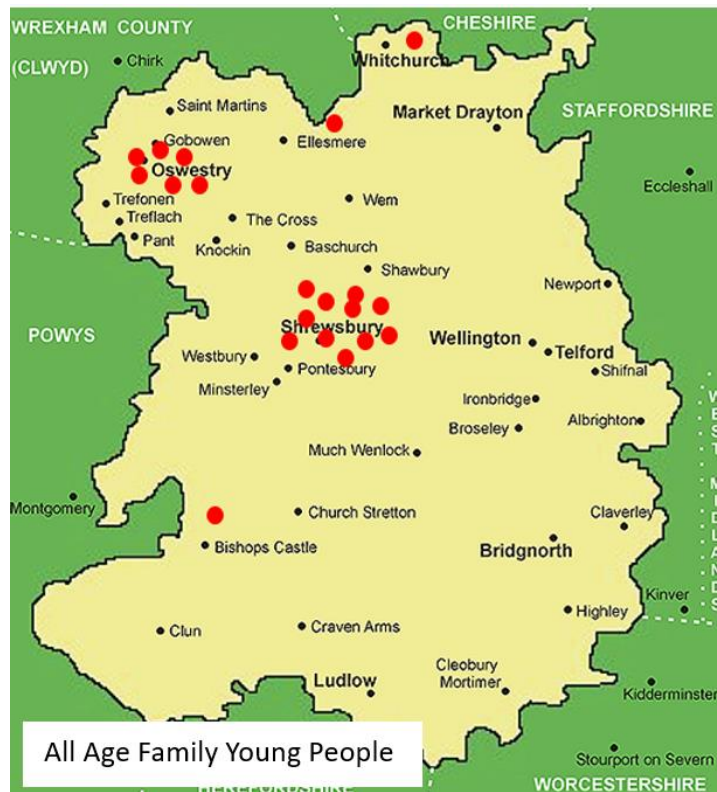 WREXHAM COUNTY
(CLWYD)
CHESHIRE
Chirk
Whitchurch
Saint Martins
Market Drayton
STAFFORDSHIRE
Gobowen
Ellesmere
Oswestry
Eccleshall
Trefonen
Wem
Treflach
The Cross
Pant
Knockin
Baschurch
Shawbury
Newport
POWYS
Shrewsbury
Wellington
Telford
Westbury
Pontesbury
Shifnal
Minsterley
Ironbridge
Broseley
Albrighton
WEST MIDLANDS
Much Wenlock
Montgomery
Church Stretton
Claverley
Bishops Castle
Bridgnorth
Kinver
Highley
Clun
Craven Arms
Ludlow
Cleobury
Mortimer
Kidderminster
All Age Family Young People
Stourport on Severn
HEREFORDSHIRE
WORCESTERSHIRE